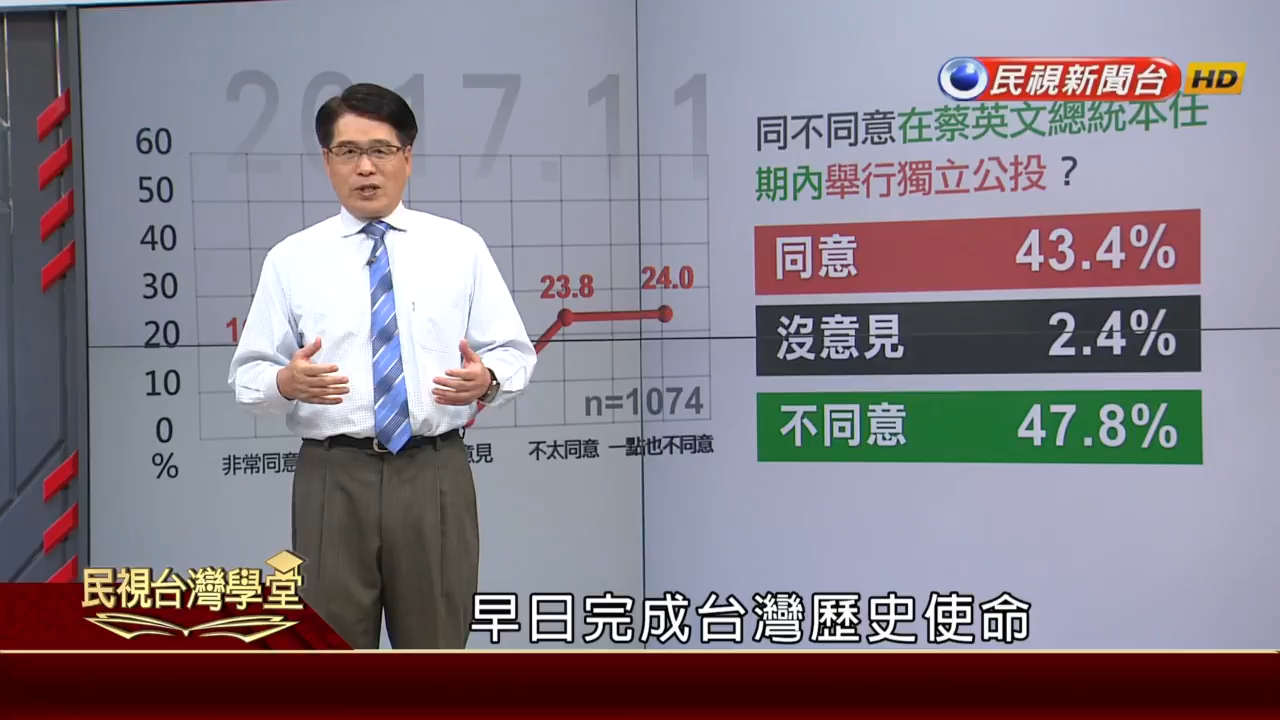 民視新聞台 HD
2017.11
同不同意在蔡英文總統本任
期內舉行獨立公投？
同意 43.4%
沒意見 2.4%
不同意 47.8%
60
50
40
30
20
10
0
%
23.8
24.0
n=1074
非常同意
意見
不太同意
一點也不同意
民視台灣學堂
早日完成台灣歷史使命